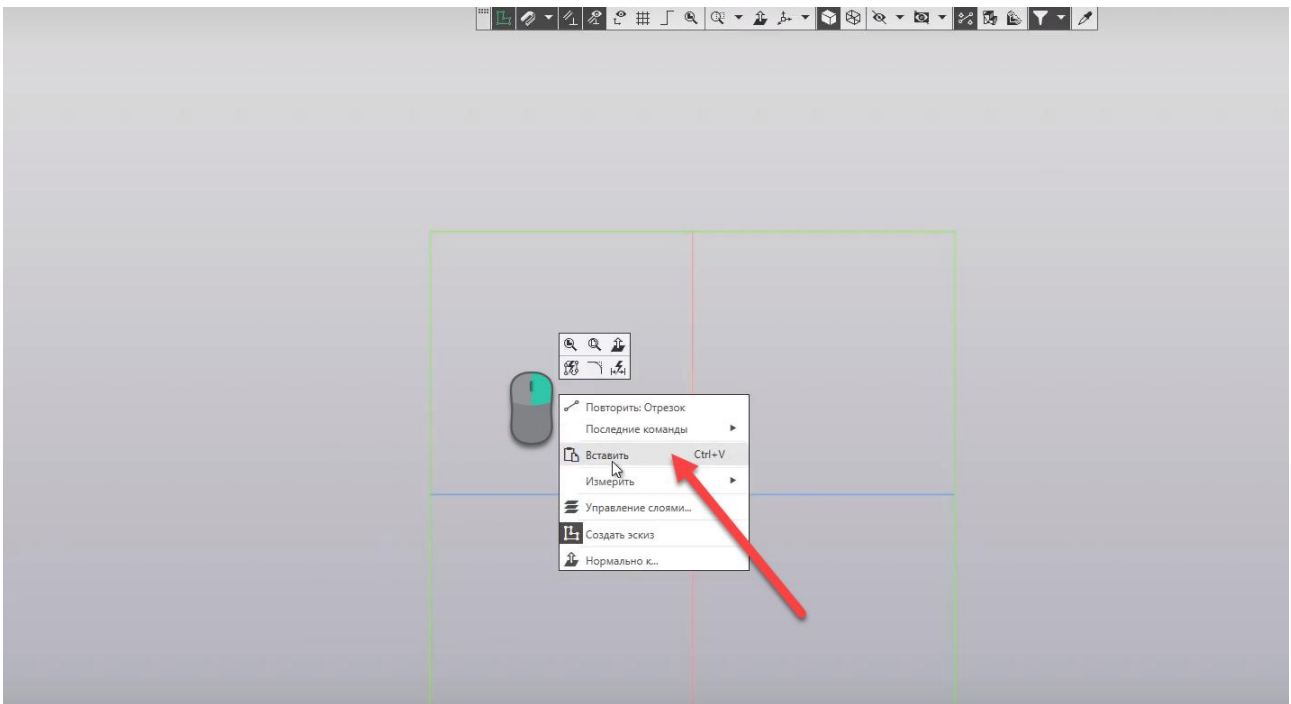 Повторить: Отрезок
Последние команды
Вставить Ctrl+V
Измерить
Управление слоями...
Создать эскиз
Нормально к...